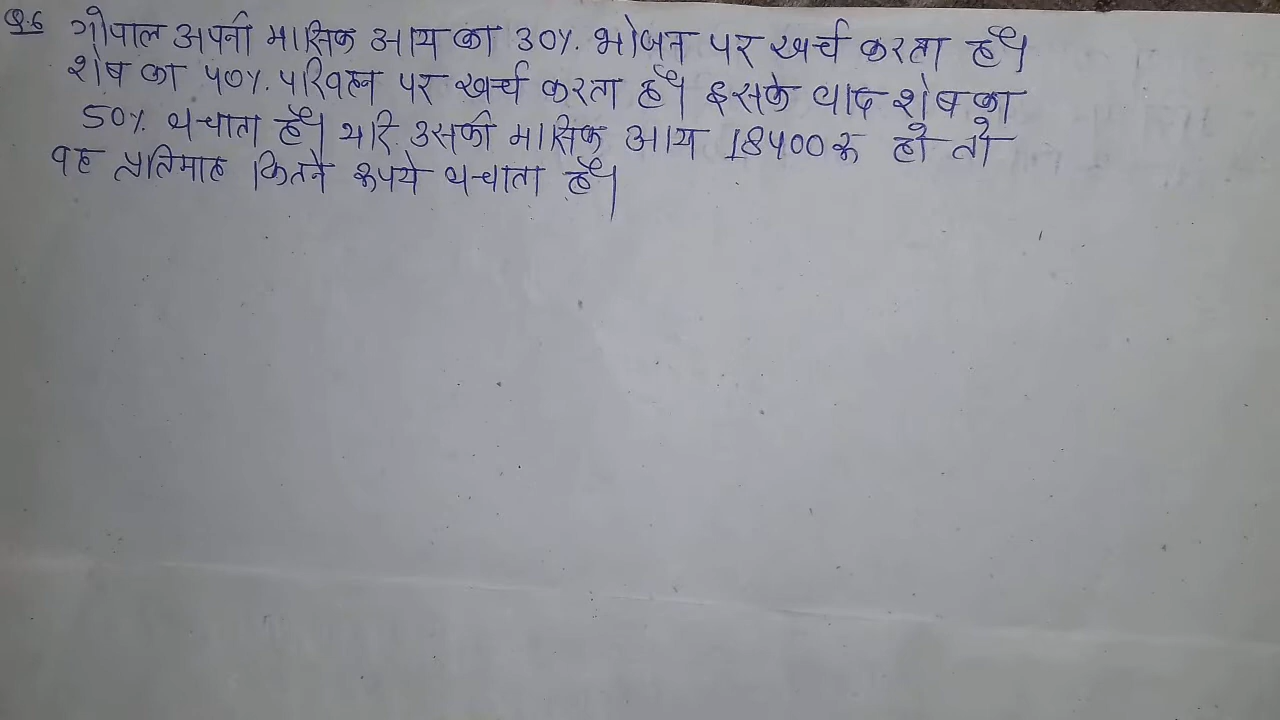 Q.6 गोपाल अपनी मासिक आय का 30%. भोजन पर खर्च करता है।
शेष का 40%. परिवहन पर खर्च करता है। इसके बाद शेष का
50%. बचाता है। यदि उसकी मासिक आय 18400 रु हो तो
वह प्रतिमाह कितने रुपये बचाता है।